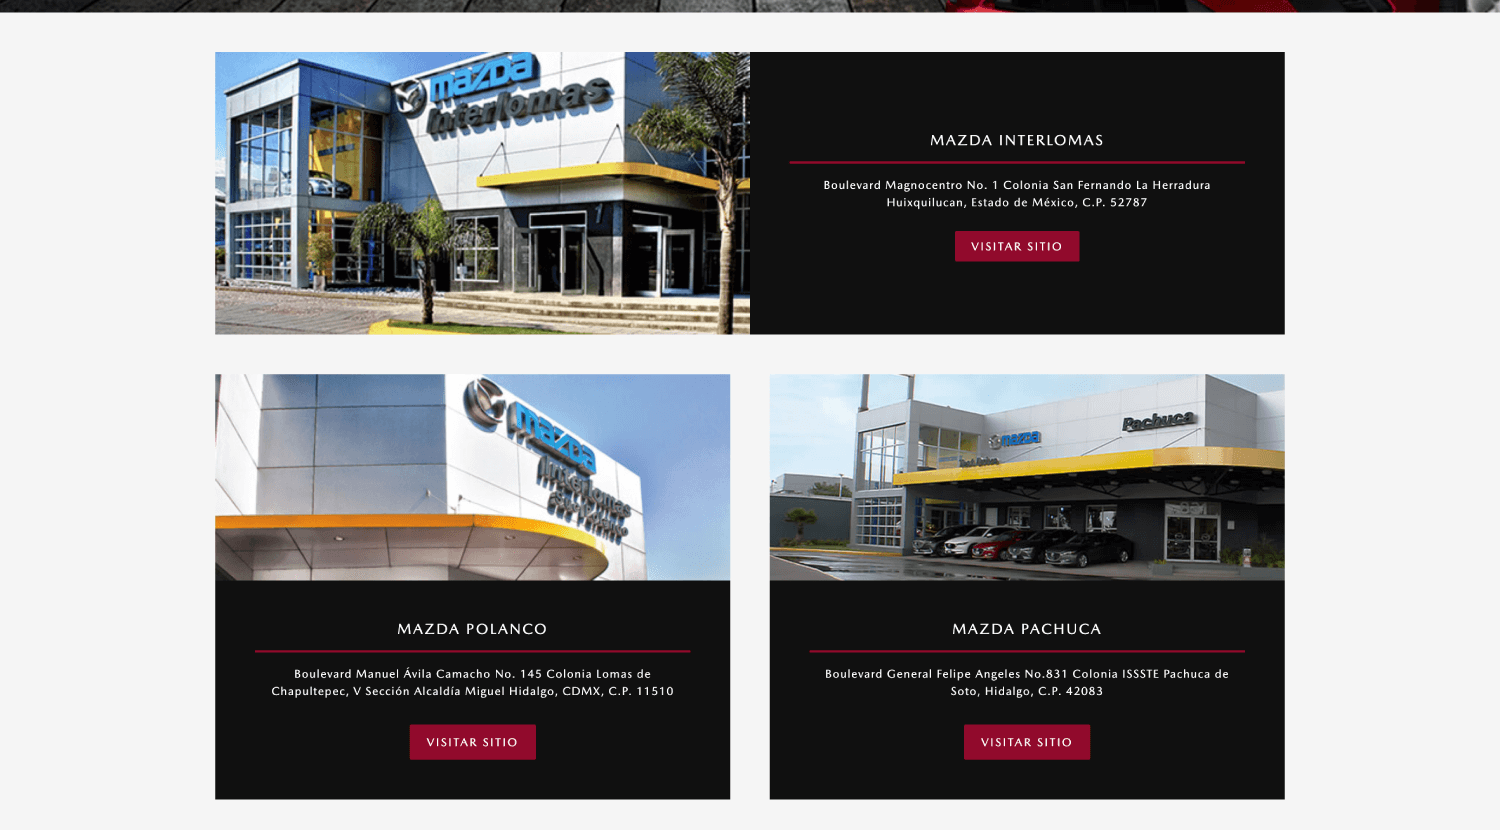 mazda
Interlomas
MAZDA INTERLOMAS
Boulevard Magnocentro No. 1 Colonia San Fernando La Herradura
Huixquilucan, Estado de México, C.P. 52787
VISITAR SITIO
mazda
Interlomas
MAZDA POLANCO
Boulevard Manuel Ávila Camacho No. 145 Colonia Lomas de
Chapultepec, V Sección Alcaldía Miguel Hidalgo, CDMX, C.P. 11510
VISITAR SITIO
mazda
Pachuca
MAZDA PACHUCA
Boulevard General Felipe Angeles No.831 Colonia ISSSTE Pachuca de
Soto, Hidalgo, C.P. 42083
VISITAR SITIO